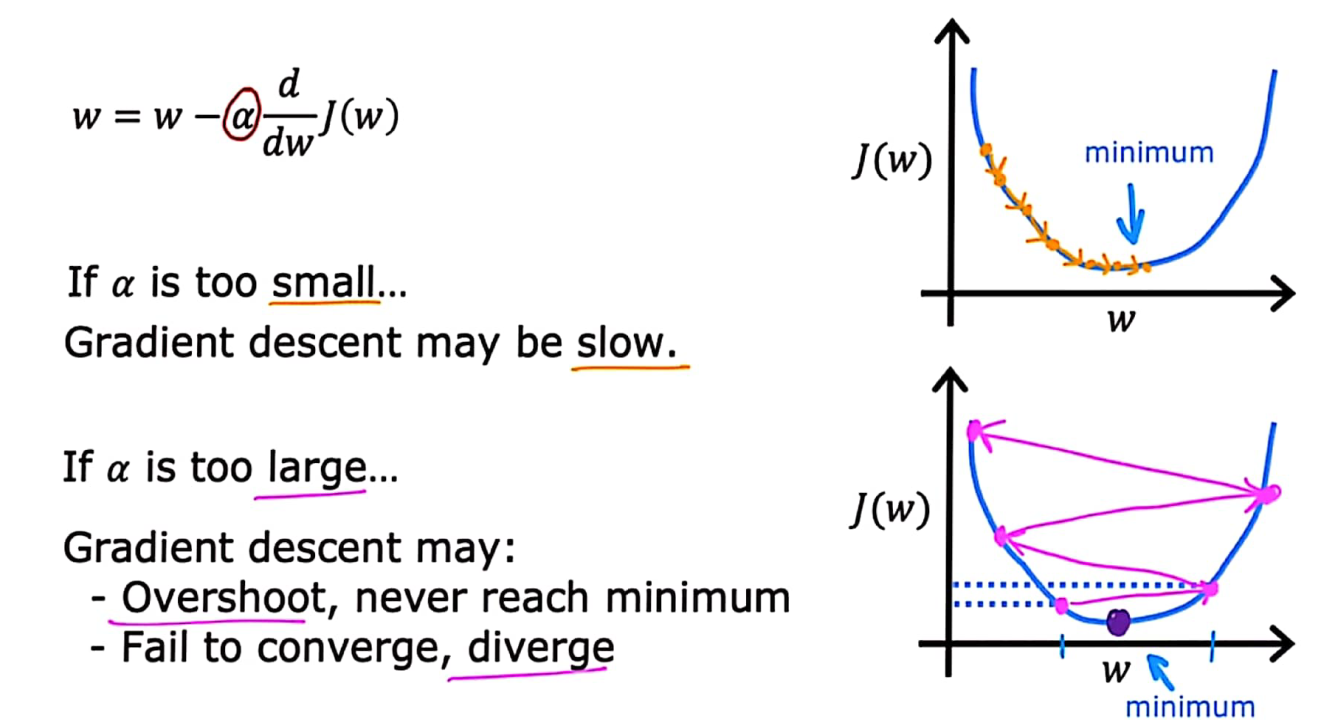 w = w − α d/dw J(w)
If α is too small...
Gradient descent may be slow.
If α is too large...
Gradient descent may:
- Overshoot, never reach minimum
- Fail to converge, diverge
J(w)
minimum
w
J(w)
w
minimum